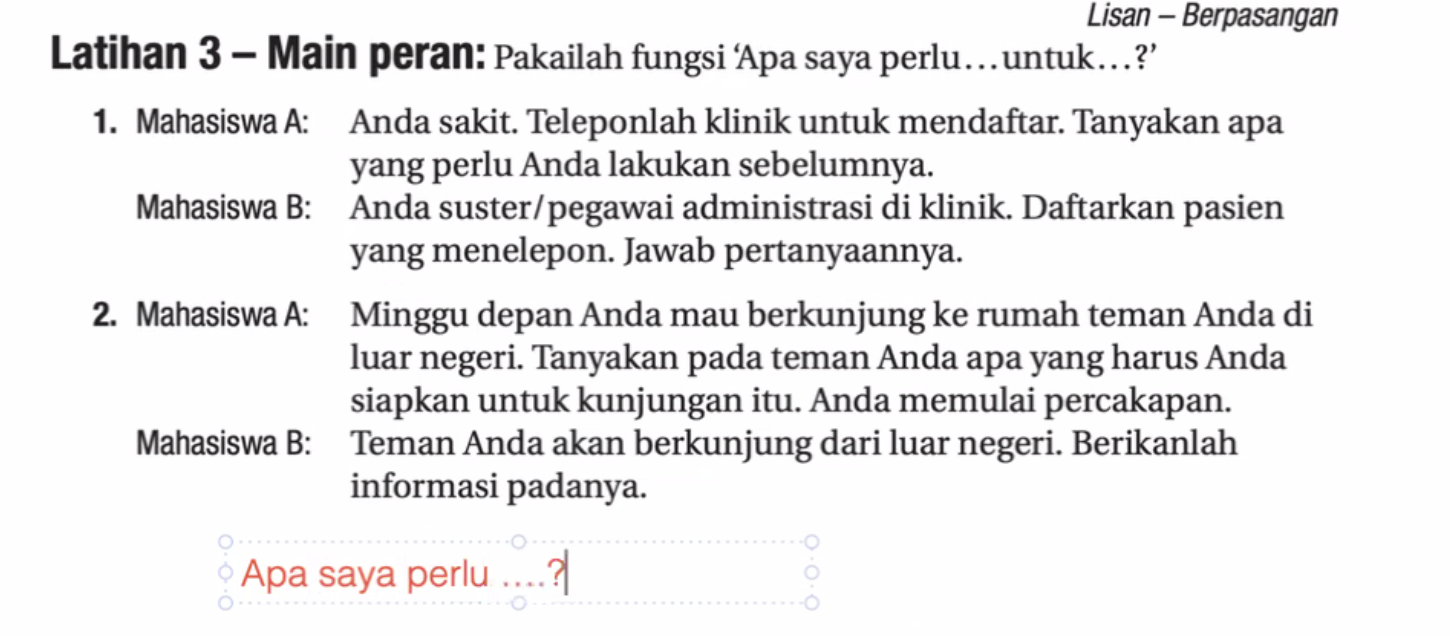 Lisan – Berpasangan
Latihan 3 – Main peran: Pakailah fungsi ‘Apa saya perlu…untuk…?’
1. Mahasiswa A: Anda sakit. Teleponlah klinik untuk mendaftar. Tanyakan apa
yang perlu Anda lakukan sebelumnya.
Mahasiswa B: Anda suster/pegawai administrasi di klinik. Daftarkan pasien
yang menelepon. Jawab pertanyaannya.
2. Mahasiswa A: Minggu depan Anda mau berkunjung ke rumah teman Anda di
luar negeri. Tanyakan pada teman Anda apa yang harus Anda
siapkan untuk kunjungan itu. Anda memulai percakapan.
Mahasiswa B: Teman Anda akan berkunjung dari luar negeri. Berikanlah
informasi padanya.
Apa saya perlu ....?